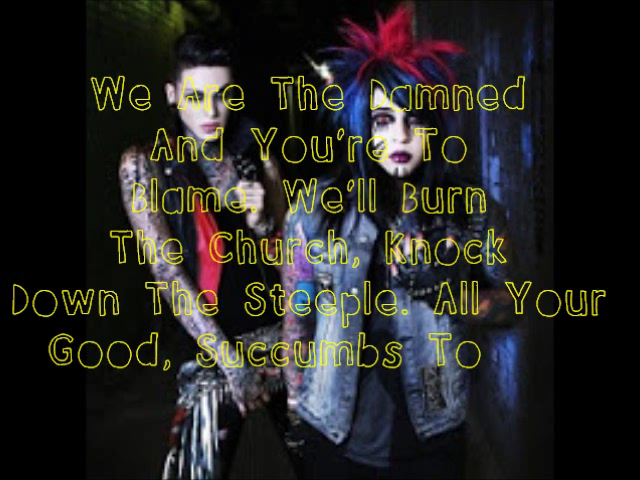 We Are The Damned
And You're To
Blame. We'll Burn
The Church, Knock
Down The Steeple. All Your
Good, Succumbs To